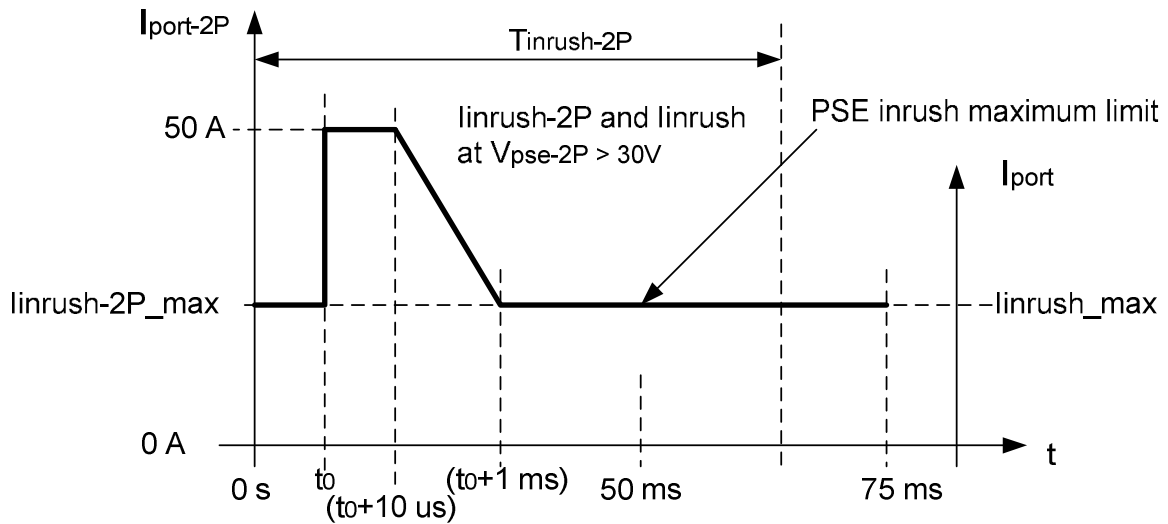 Iport-2P
Tinrush-2P
50 A
Iinrush-2P and Iinrush
at Vpse-2P > 30V
PSE inrush maximum limit
Iport
Iinrush-2P_max
Iinrush_max
0 A
t
0 s
t0
(t0+10 us)
(t0+1 ms)
50 ms
75 ms